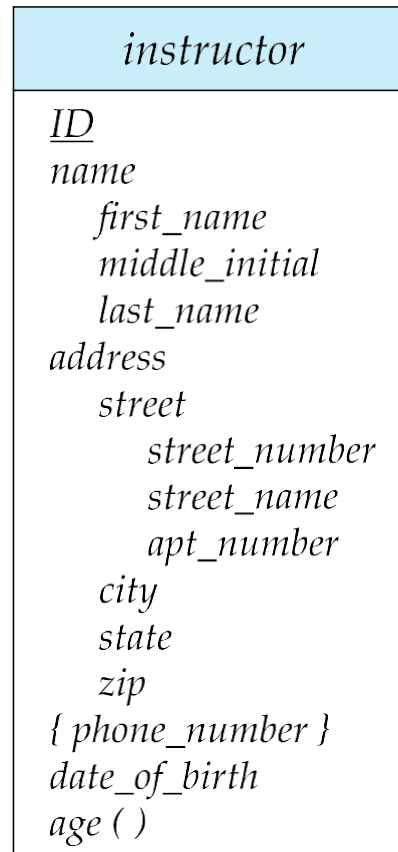 instructor
ID
name
first_name
middle_initial
last_name
address
street
street_number
street_name
apt_number
city
state
zip
{ phone_number }
date_of_birth
age ( )